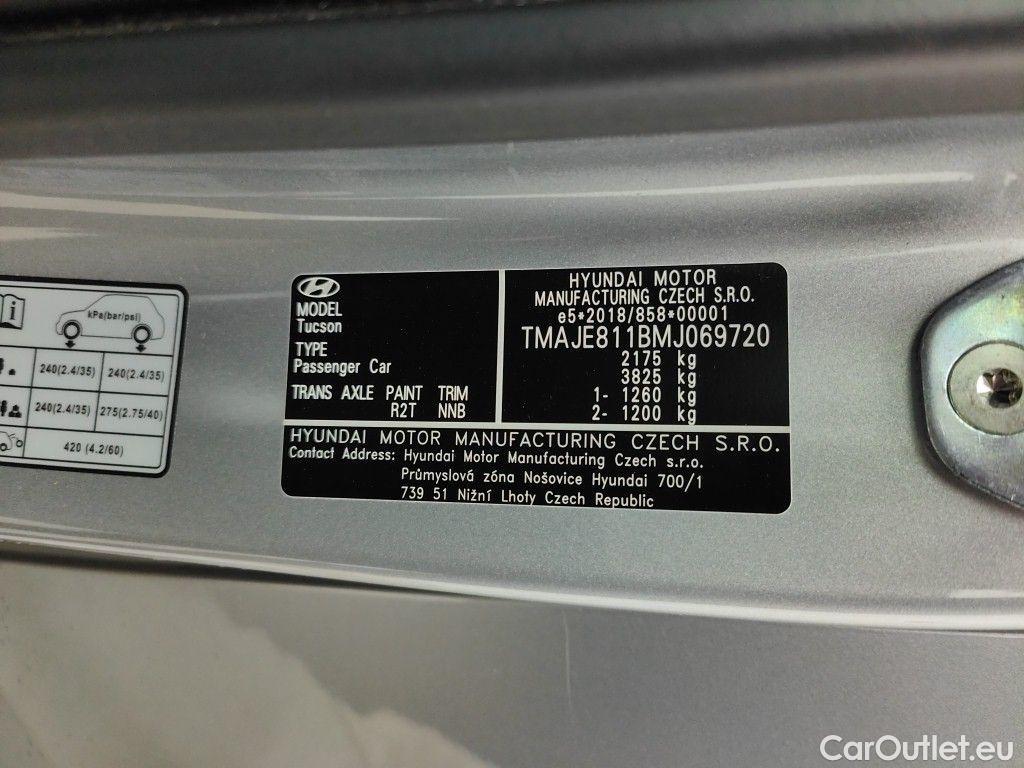 kPa(bar/psi)
240(2.4/35) 240(2.4/35)
240(2.4/35) 275(2.75/40)
420 (4.2/60)
MODEL
Tucson
TYPE
Passenger Car
TRANS AXLE PAINT TRIM
R2T NNB
HYUNDAI MOTOR
MANUFACTURING CZECH S.R.O.
e5*2018/858*00001
TMAJE811BMJ069720
2175 kg
3825 kg
1- 1260 kg
2- 1200 kg
HYUNDAI MOTOR MANUFACTURING CZECH S.R.O.
Contact Address: Hyundai Motor Manufacturing Czech s.r.o.
Průmyslová zóna Nošovice Hyundai 700/1
739 51 Nižní Lhoty Czech Republic
CarOutlet.eu